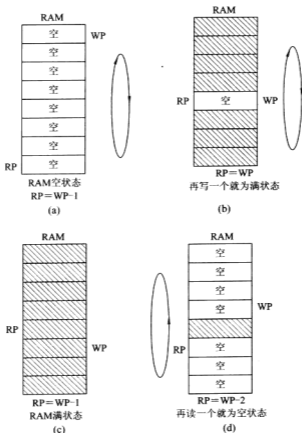 RAM
空
WP
空
空
空
空
空
空
RP
空
RAM空状态
RP=WP-1
(a)
RAM
RP
空
WP
RP=WP
再写一个就为满状态
(b)
RAM
RP
WP
RP=WP-1
RAM满状态
(c)
RAM
空
空
空
空
WP
RP
空
空
空
RP=WP-2
再读一个就为空状态
(d)